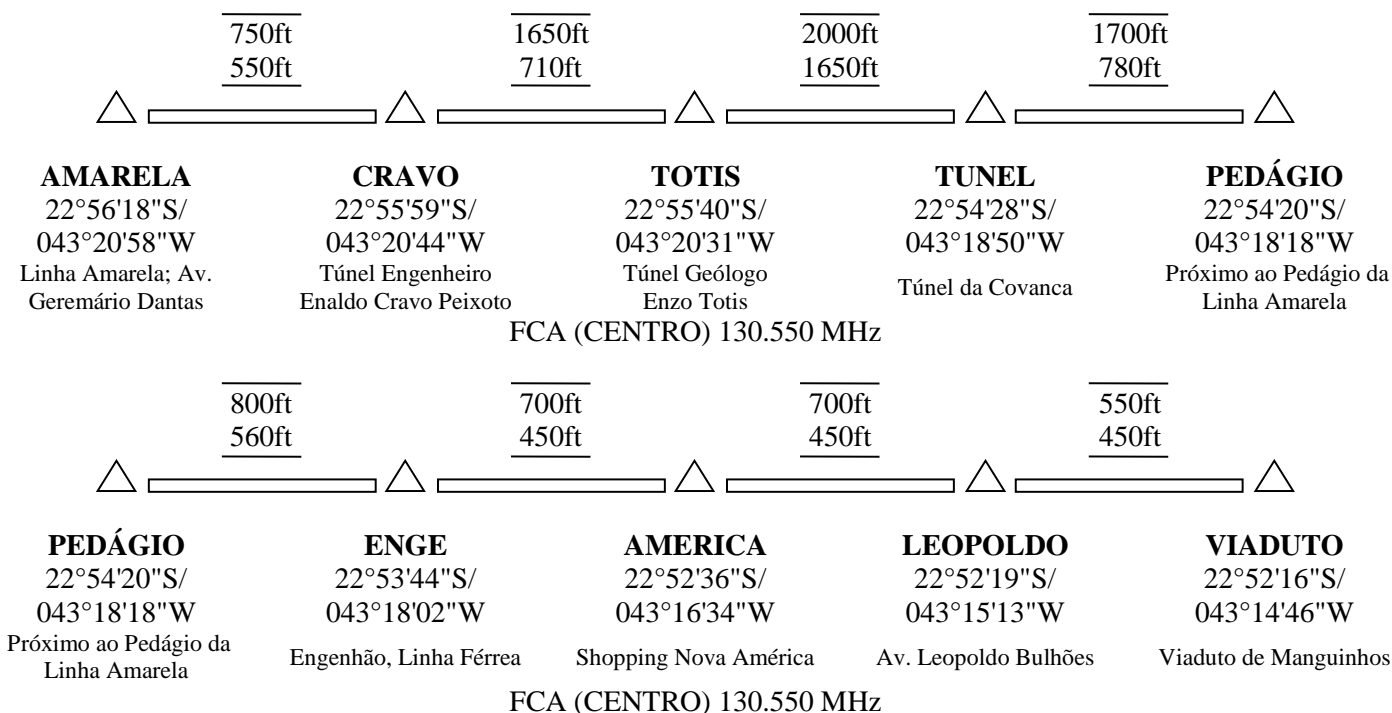 750ft 1650ft 2000ft 1700ft
550ft 710ft 1650ft 780ft
AMARELA CRAVO TOTIS TUNEL PEDÁGIO
22°56'18"S/ 22°55'59"S/ 22°55'40"S/ 22°54'28"S/ 22°54'20"S/
043°20'58"W 043°20'44"W 043°20'31"W 043°18'50"W 043°18'18"W
Linha Amarela; Av. Túnel Engenheiro Túnel Geólogo Túnel da Covanca Próximo ao Pedágio da
Geremário Dantas Enaldo Cravo Peixoto Enzo Totis Linha Amarela
FCA (CENTRO) 130.550 MHz
800ft 700ft 700ft 550ft
560ft 450ft 450ft 450ft
PEDÁGIO ENGE AMERICA LEOPOLDO VIADUTO
22°54'20"S/ 22°53'44"S/ 22°52'36"S/ 22°52'19"S/ 22°52'16"S/
043°18'18"W 043°18'02"W 043°16'34"W 043°15'13"W 043°14'46"W
Próximo ao Pedágio da Engenhão, Linha Férrea Shopping Nova América Av. Leopoldo Bulhões Viaduto de Manguinhos
Linha Amarela
FCA (CENTRO) 130.550 MHz